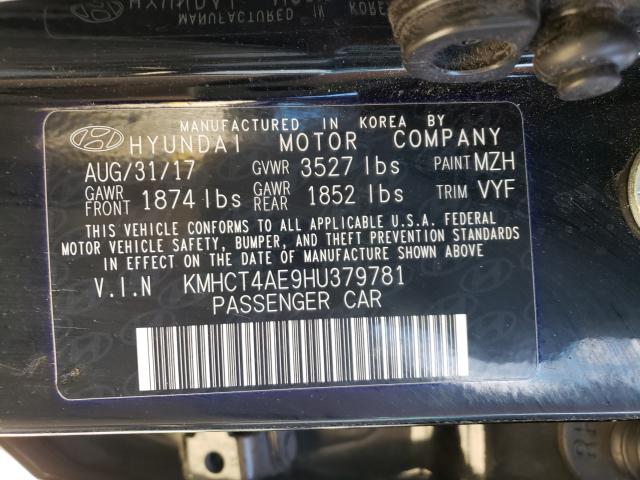 MANUFACTURED IN KOREA BY
HYUNDAI MOTOR COMPANY
AUG/31/17 GVWR 3527 lbs PAINT MZH
GAWR FRONT 1874 lbs GAWR REAR 1852 lbs TRIM VYF
THIS VEHICLE CONFORMS TO ALL APPLICABLE U.S.A. FEDERAL
MOTOR VEHICLE SAFETY, BUMPER, AND THEFT PREVENTION STANDARDS
IN EFFECT ON THE DATE OF MANUFACTURE SHOWN ABOVE
V.I.N KMHCT4AE9HU379781
PASSENGER CAR